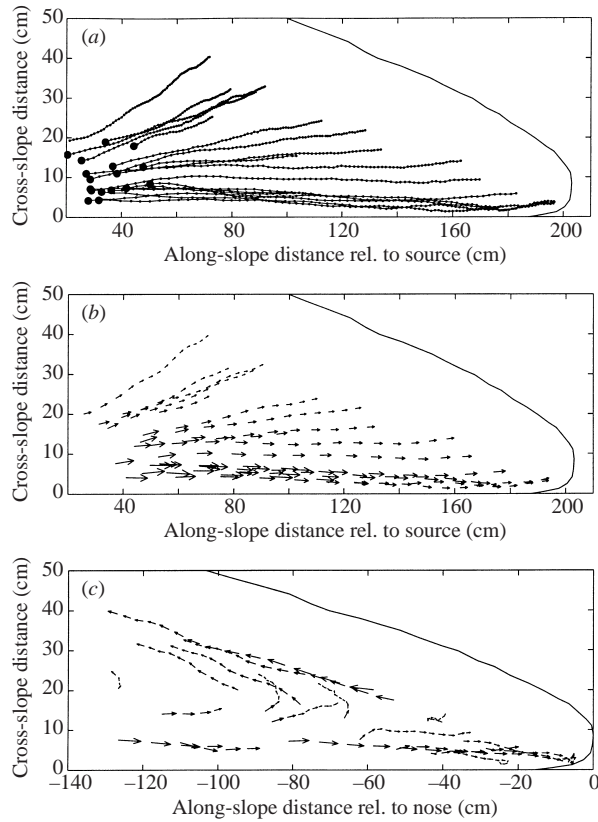 (a)
Cross-slope distance (cm)
50
40
30
20
10
0
40 80 120 160 200
Along-slope distance rel. to source (cm)
(b)
Cross-slope distance (cm)
50
40
30
20
10
0
40 80 120 160 200
Along-slope distance rel. to source (cm)
(c)
Cross-slope distance (cm)
50
40
30
20
10
0
−140 −120 −100 −80 −60 −40 −20 0
Along-slope distance rel. to nose (cm)